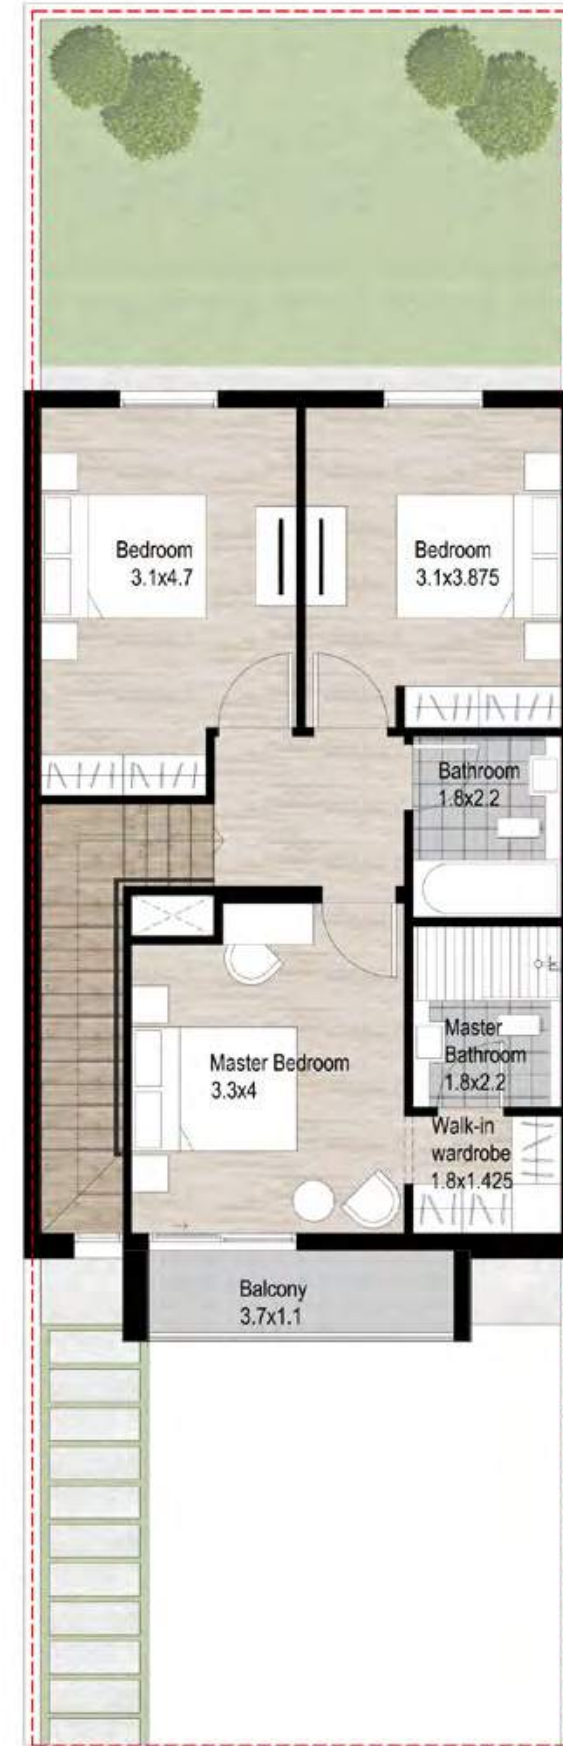 Bedroom
3.1x4.7
Bedroom
3.1x3.875
Bathroom
1.8x2.2
Master
Bathroom
1.8x2.2
Master Bedroom
3.3x4
Walk-in
wardrobe
1.8x1.425
Balcony
3.7x1.1